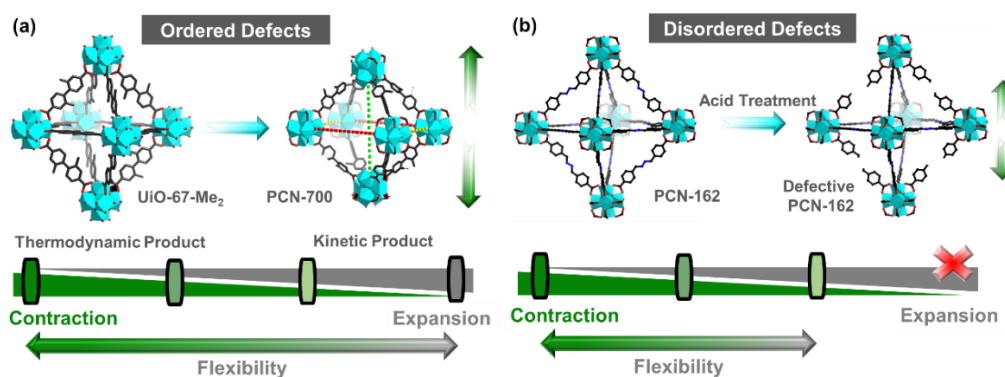 (a) Ordered Defects
UiO-67-Me₂
PCN-700
Thermodynamic Product
Kinetic Product
Contraction
Expansion
Flexibility
(b) Disordered Defects
Acid Treatment
PCN-162
Defective
PCN-162
Contraction
Expansion
Flexibility